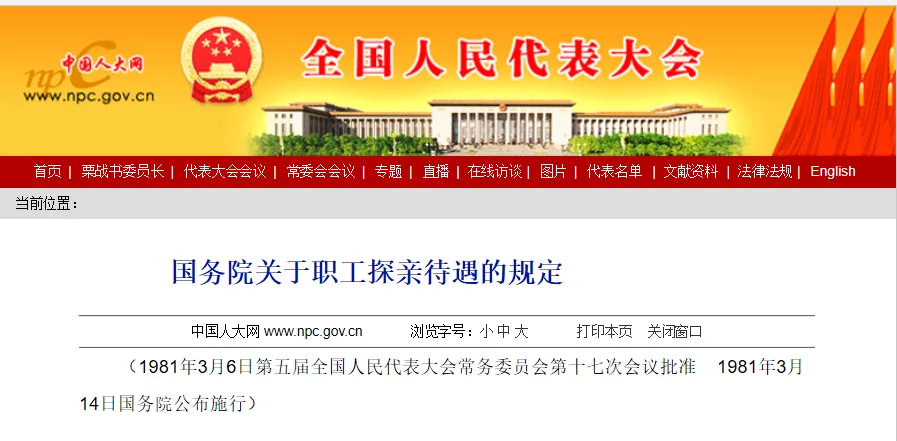 npc 中国人大网
www.npc.gov.cn
全国人民代表大会
首页 | 栗战书委员长 | 代表大会会议 | 常委会会议 | 专题 | 直播 | 在线访谈 | 图片 | 代表名单 | 文献资料 | 法律法规 | English
当前位置：
国务院关于职工探亲待遇的规定
中国人大网 www.npc.gov.cn 浏览字号：小 中 大 打印本页 关闭窗口
（1981年3月6日第五届全国人民代表大会常务委员会第十七次会议批准 1981年3月
14日国务院公布施行）